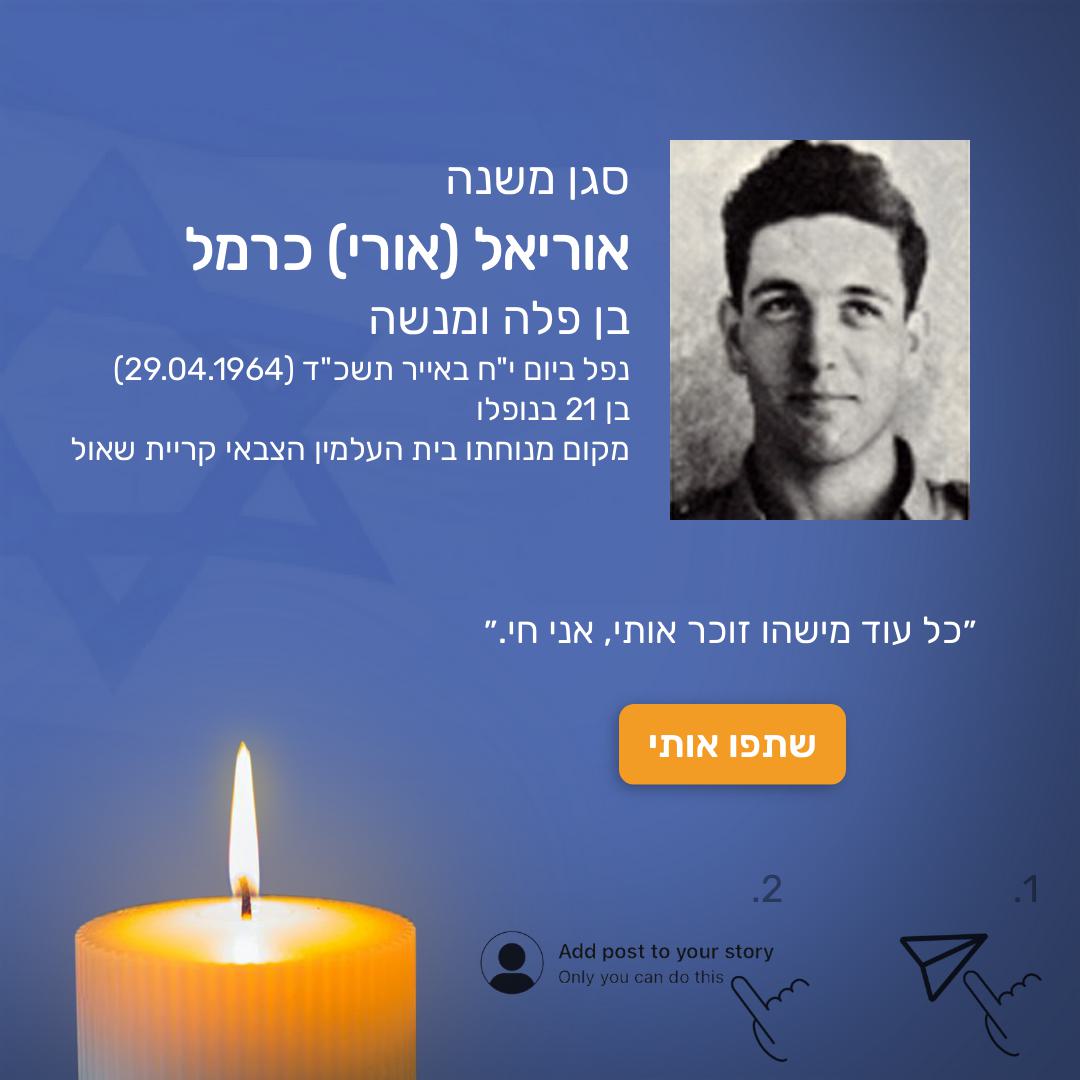 סגן משנה
אוריאל (אורי) כרמל
בן פלה ומנשה
נפל ביום י"ח באייר תשכ"ד (29.04.1964)
בן 21 בנופלו
מקום מנוחתו בית העלמין הצבאי קריית שאול
״כל עוד מישהו זוכר אותי, אני חי.״
שתפו אותי
.1
.2
Add post to your story
Only you can do this